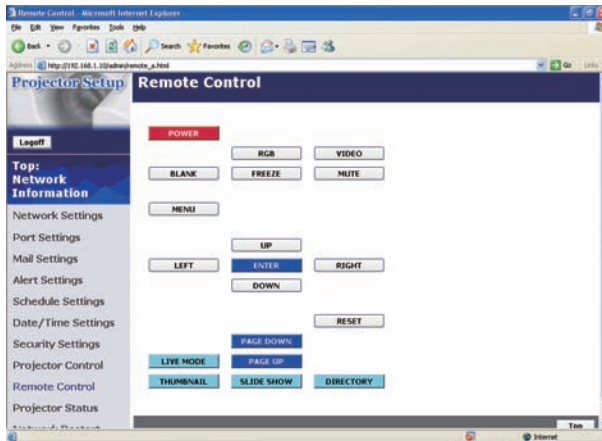 Remote Control - Microsoft Internet Explorer
File Edit View Favorites Tools Help
Back Search Favorites
Address http://192.168.1.10/admin/remote_a.html Go Links
Projector Setup
Remote Control
Logoff
Top:
Network
Information
Network Settings
Port Settings
Mail Settings
Alert Settings
Schedule Settings
Date/Time Settings
Security Settings
Projector Control
Remote Control
Projector Status
POWER
RGB VIDEO
BLANK FREEZE MUTE
MENU
UP
LEFT ENTER RIGHT
DOWN
RESET
PAGE DOWN
LIVE MODE PAGE UP
THUMBNAIL SLIDE SHOW DIRECTORY
Top
Internet